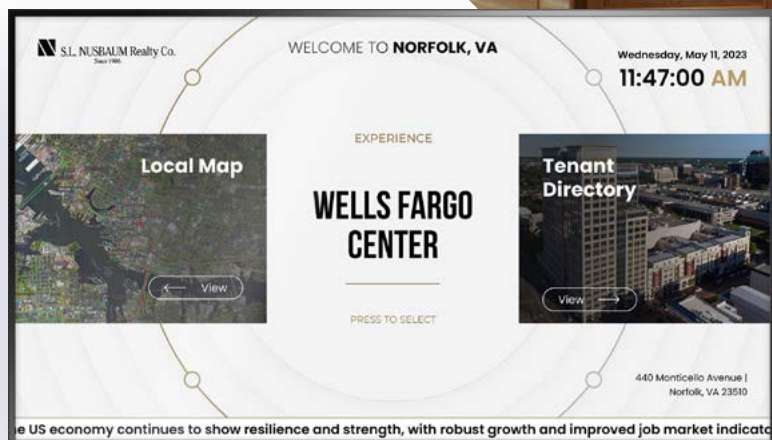 S.L. NUSBAUM Realty Co.
Since 1906
WELCOME TO NORFOLK, VA
Wednesday, May 11, 2023
11:47:00 AM
Local Map
← View
EXPERIENCE
WELLS FARGO
CENTER
PRESS TO SELECT
Tenant
Directory
View →
440 Monticello Avenue |
Norfolk, VA 23510
e US economy continues to show resilience and strength, with robust growth and improved job market indicato